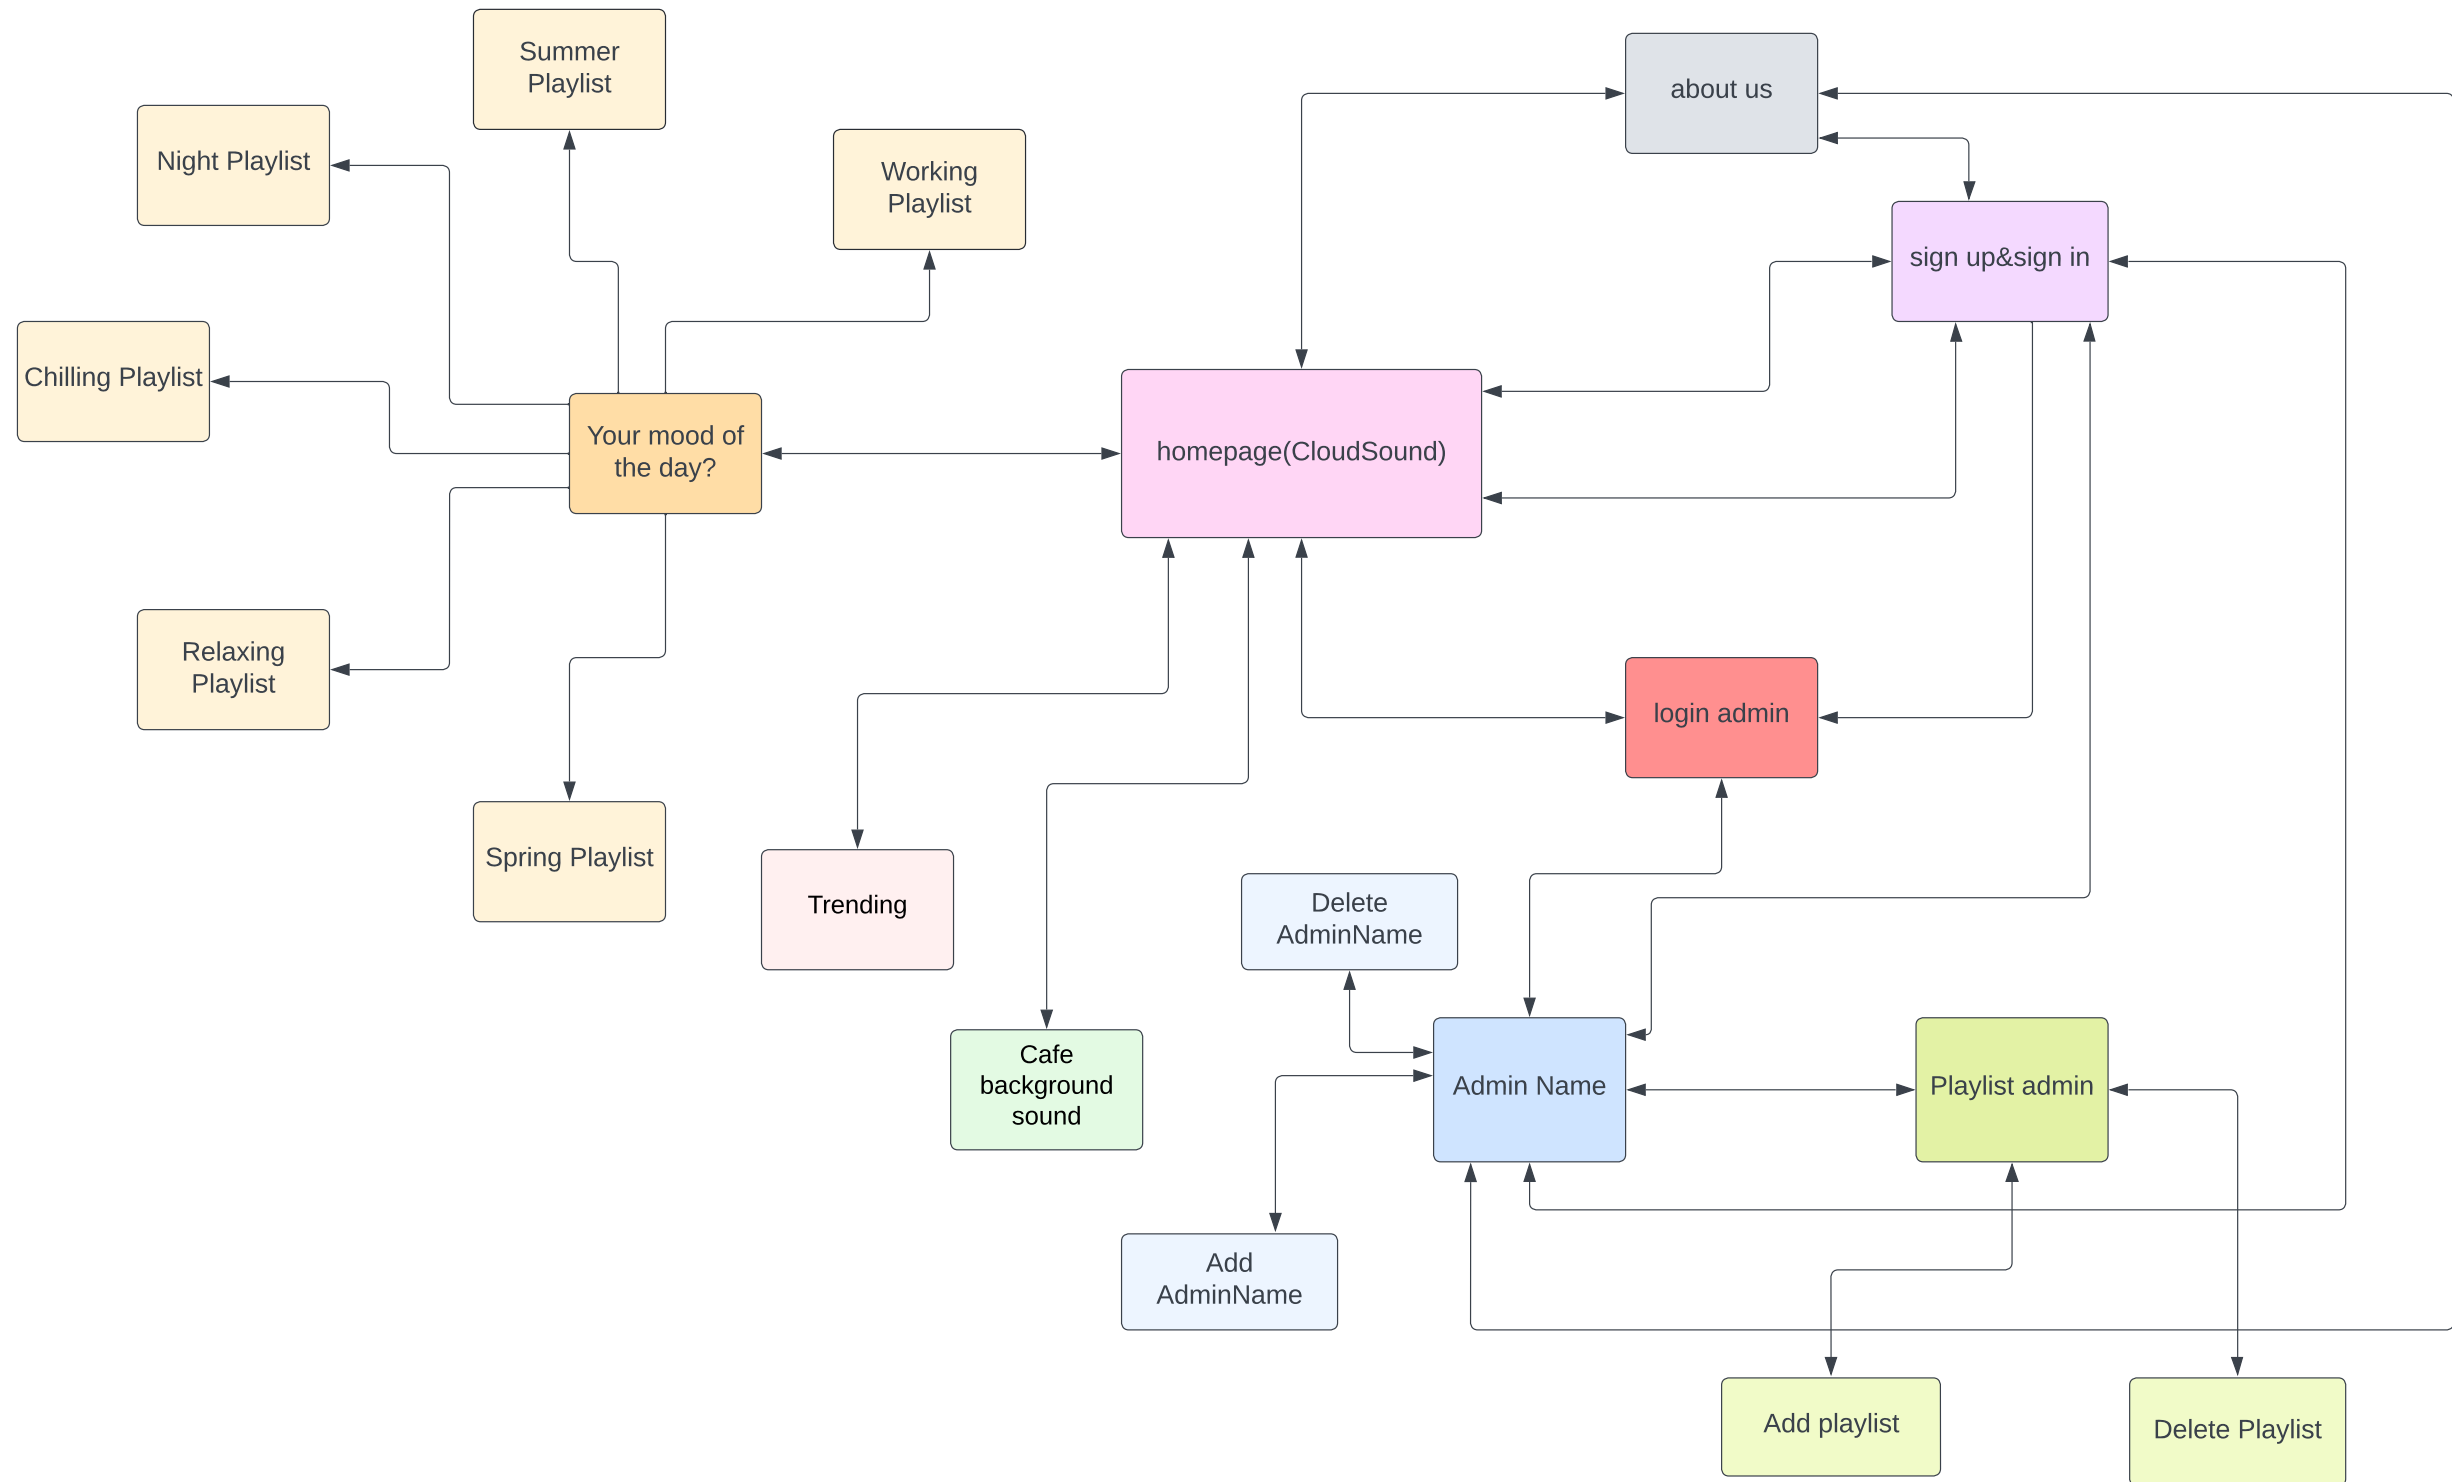 Summer
Playlist
about us
Night Playlist
Working
Playlist
sign up&sign in
Chilling Playlist
Your mood of
the day?
homepage(CloudSound)
Relaxing
Playlist
login admin
Spring Playlist
Trending
Delete
AdminName
Cafe
background
sound
Admin Name
Playlist admin
Add
AdminName
Add playlist
Delete Playlist